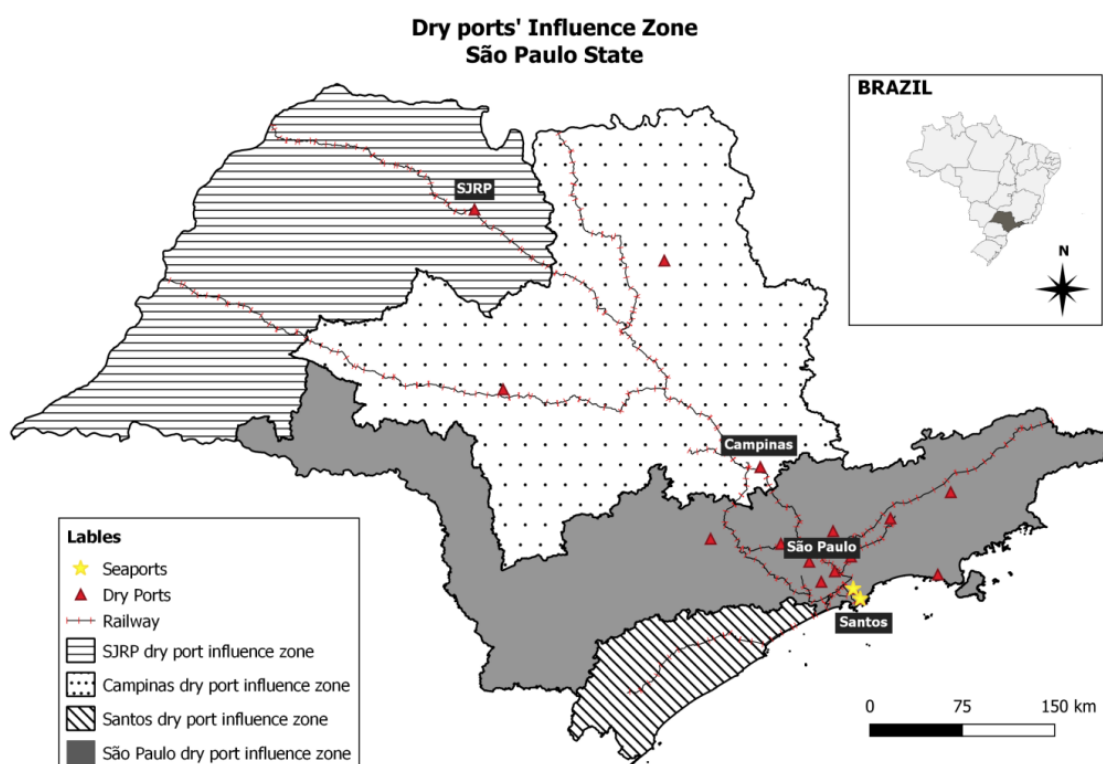 Dry ports' Influence Zone
São Paulo State
BRAZIL
N
SJRP
Campinas
São Paulo
Santos
Lables
Seaports
Dry Ports
Railway
SJRP dry port influence zone
Campinas dry port influence zone
Santos dry port influence zone
São Paulo dry port influence zone
0 75 150 km